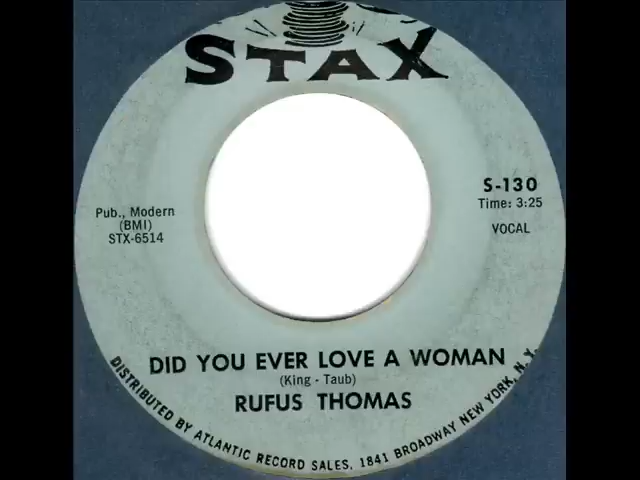 STAX
S-130
Time: 3:25
VOCAL
Pub., Modern
(BMI)
STX-6514
DID YOU EVER LOVE A WOMAN
(King - Taub)
RUFUS THOMAS
DISTRIBUTED BY ATLANTIC RECORD SALES, 1841 BROADWAY NEW YORK, N.Y.